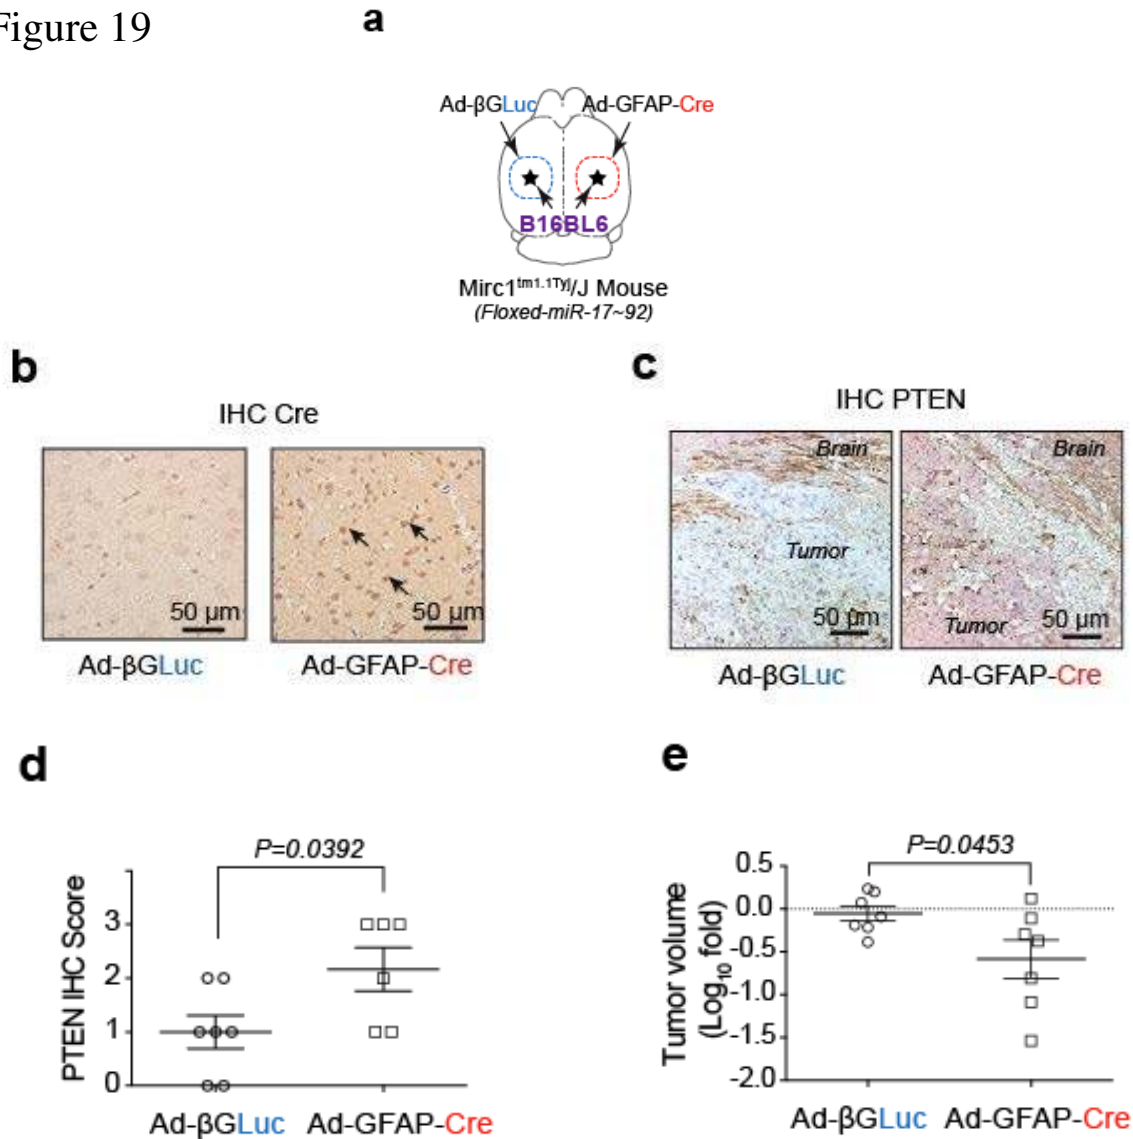 Figure 19
a
Ad-βGLuc Ad-GFAP-Cre
B16BL6
Mirc1tm1.1Tyj/J Mouse
(Floxed-miR-17~92)
b
IHC Cre
50 µm
50 µm
Ad-βGLuc Ad-GFAP-Cre
c
IHC PTEN
Brain
Tumor
50 µm
Brain
Tumor
50 µm
Ad-βGLuc Ad-GFAP-Cre
d
P=0.0392
PTEN IHC Score
3
2
1
0
Ad-βGLuc Ad-GFAP-Cre
e
P=0.0453
Tumor volume
(Log10 fold)
0.5
0.0
-0.5
-1.0
-1.5
-2.0
Ad-βGLuc Ad-GFAP-Cre